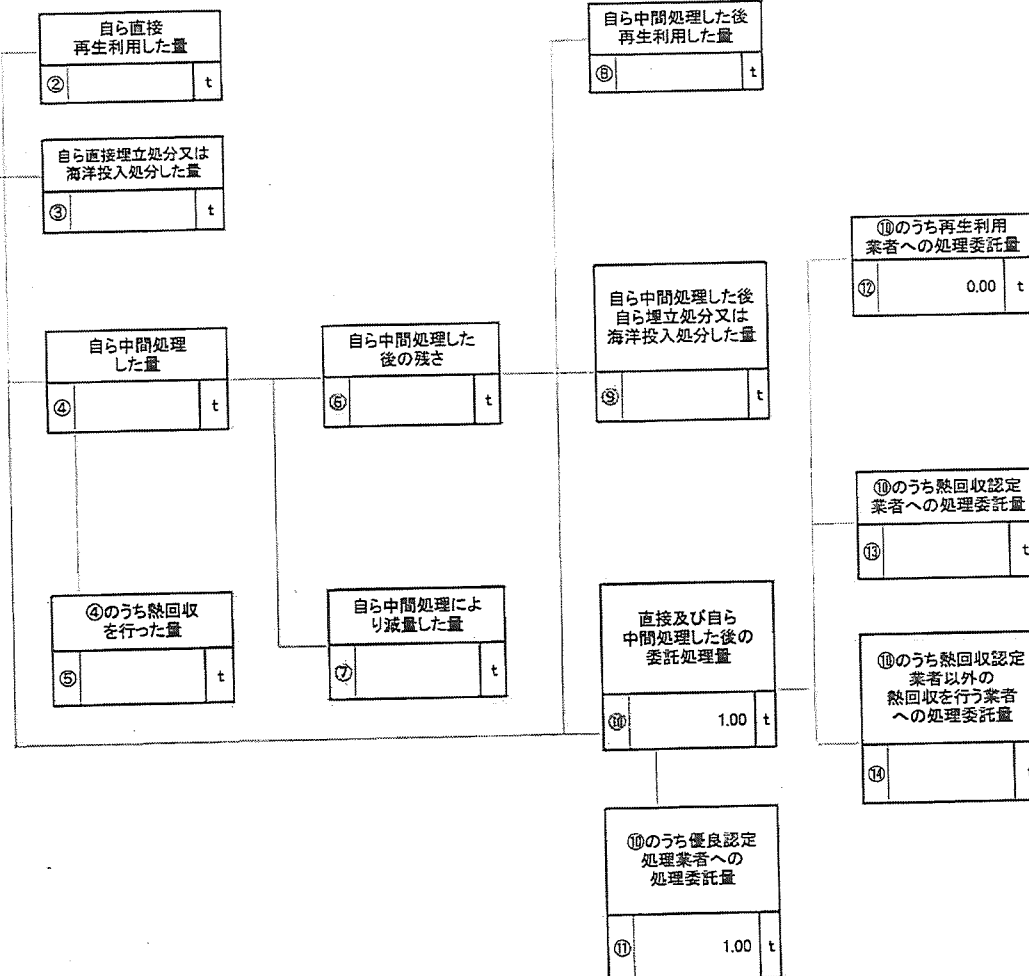 自ら直接
再生利用した量
② t
自ら直接埋立処分又は
海洋投入処分した量
③ t
自ら中間処理
した量
④ t
④のうち熱回収
を行った量
⑤ t
自ら中間処理した
後の残さ
⑥ t
自ら中間処理によ
り減量した量
⑦ t
自ら中間処理した後
再生利用した量
⑧ t
自ら中間処理した後
自ら埋立処分又は
海洋投入処分した量
⑨ t
直接及び自ら
中間処理した後の
委託処理量
⑩ 1.00 t
⑩のうち優良認定
処理業者への
処理委託量
⑪ 1.00 t
⑩のうち再生利用
業者への処理委託量
⑫ 0.00 t
⑩のうち熱回収認定
業者への処理委託量
⑬ t
⑩のうち熱回収認定
業者以外の
熱回収を行う業者
への処理委託量
⑭